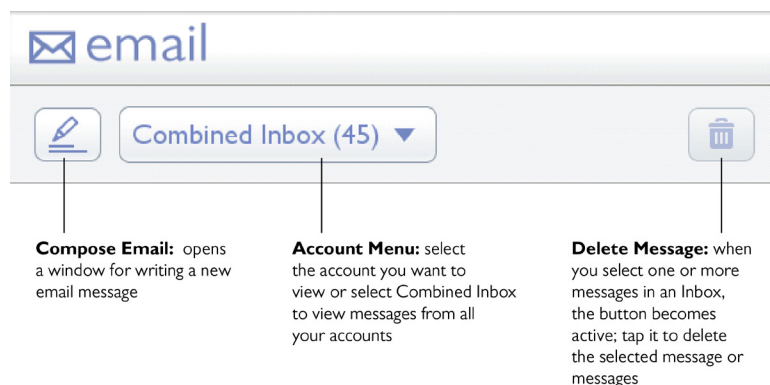 email
Combined Inbox (45)
Compose Email: opens
a window for writing a new
email message
Account Menu: select
the account you want to
view or select Combined Inbox
to view messages from all
your accounts
Delete Message: when
you select one or more
messages in an Inbox,
the button becomes
active; tap it to delete
the selected message or
messages